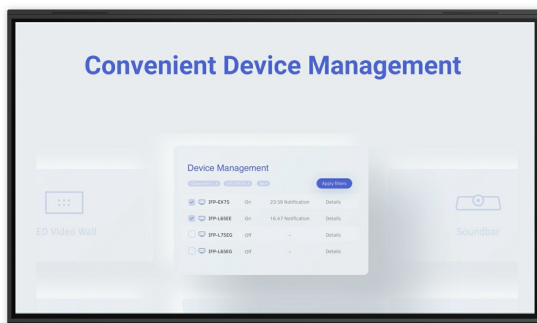 Convenient Device Management
Device Management
Apply filters
IFP-EX75 On 23:39 Notification Details
IFP-L65EE On 16:47 Notification Details
IFP-L75EG Off – Details
IFP-L65EG Off – Details
ED Video Wall
Soundbar